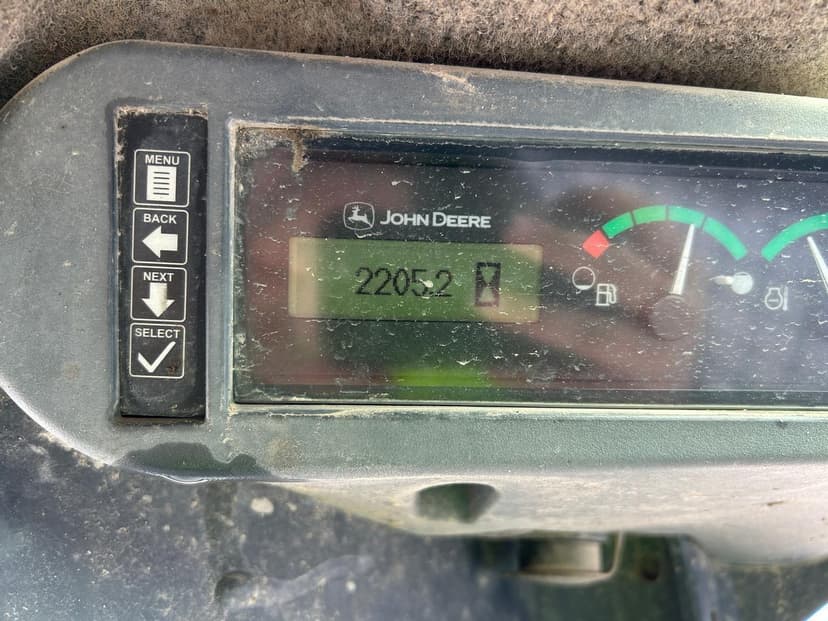 MENU
BACK
NEXT
SELECT
JOHN DEERE
2205.2